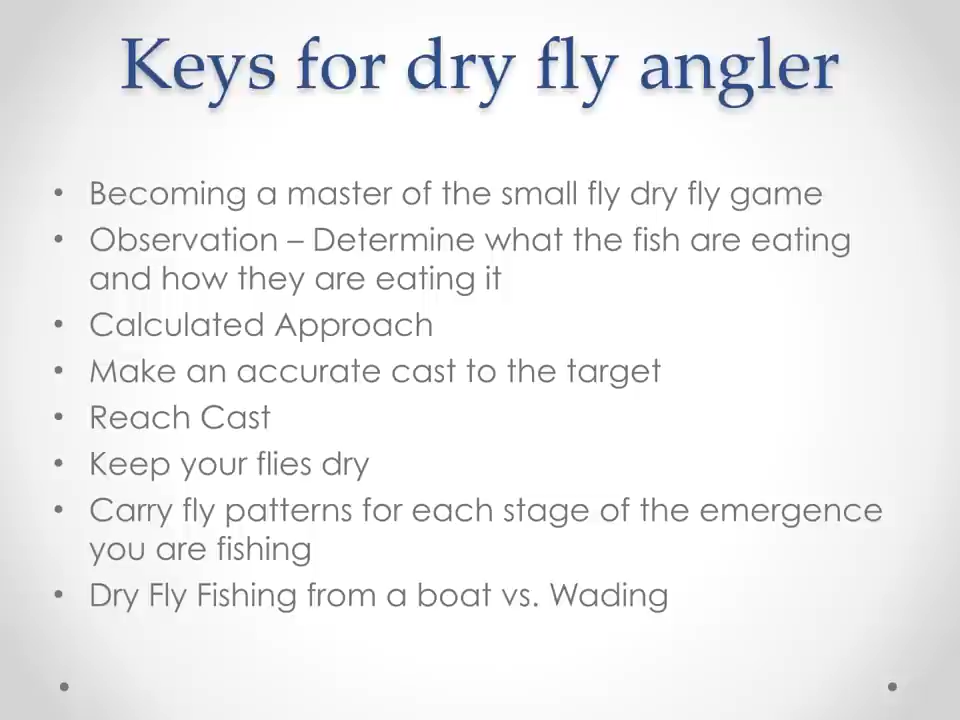 Keys for dry fly angler
• Becoming a master of the small fly dry fly game
• Observation – Determine what the fish are eating
and how they are eating it
• Calculated Approach
• Make an accurate cast to the target
• Reach Cast
• Keep your flies dry
• Carry fly patterns for each stage of the emergence
you are fishing
• Dry Fly Fishing from a boat vs. Wading